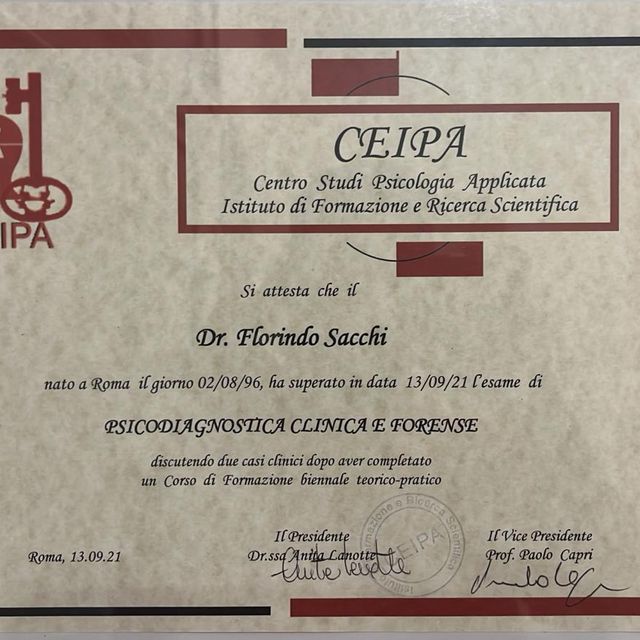 CEIPA
Centro Studi Psicologia Applicata
Istituto di Formazione e Ricerca Scientifica
IPA
Si attesta che il
Dr. Florindo Sacchi
nato a Roma il giorno 02/08/96, ha superato in data 13/09/21 l'esame di
PSICODIAGNOSTICA CLINICA E FORENSE
discutendo due casi clinici dopo aver completato
un Corso di Formazione biennale teorico-pratico
Il Presidente
Il Vice Presidente
Roma, 13.09.21
Dr.ssa Anita Lanotte
Prof. Paolo Capri
Formazione e Ricerca Scientifica
CEIPA